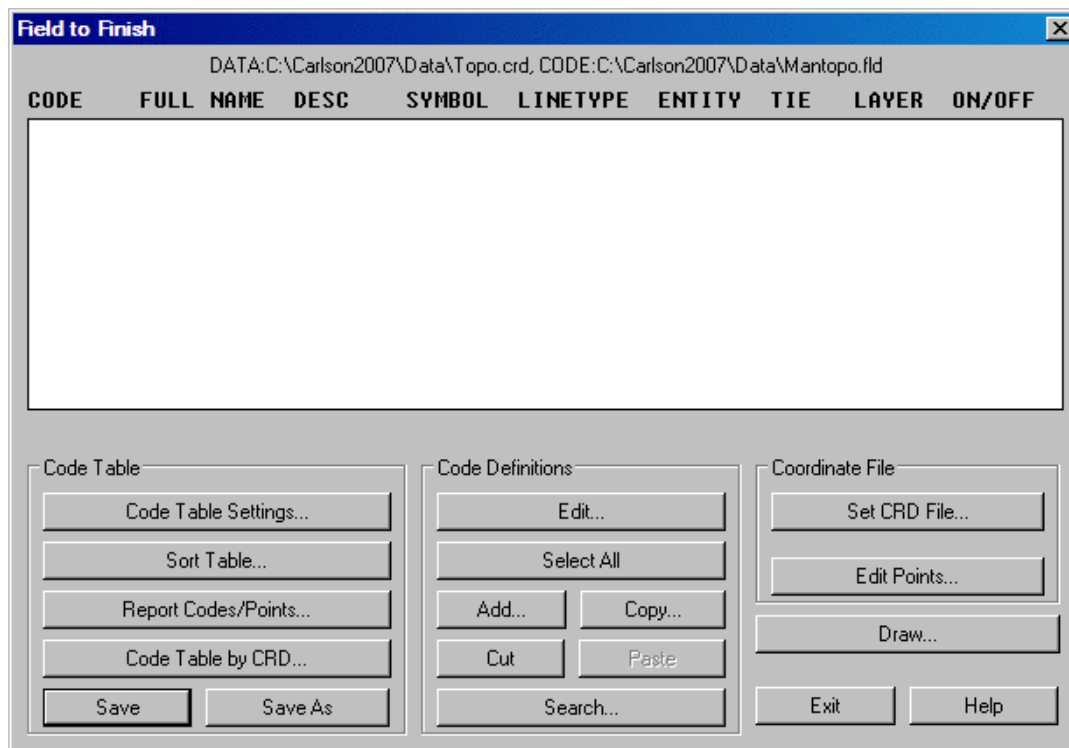 Field to Finish
DATA:C:\Carlson2007\Data\Topo.crd, CODE:C:\Carlson2007\Data\Mantopo.fld
CODE FULL NAME DESC SYMBOL LINETYPE ENTITY TIE LAYER ON/OFF
Code Table
Code Table Settings...
Sort Table...
Report Codes/Points...
Code Table by CRD...
Save Save As
Code Definitions
Edit...
Select All
Add... Copy...
Cut Paste
Search...
Coordinate File
Set CRD File...
Edit Points...
Draw...
Exit Help